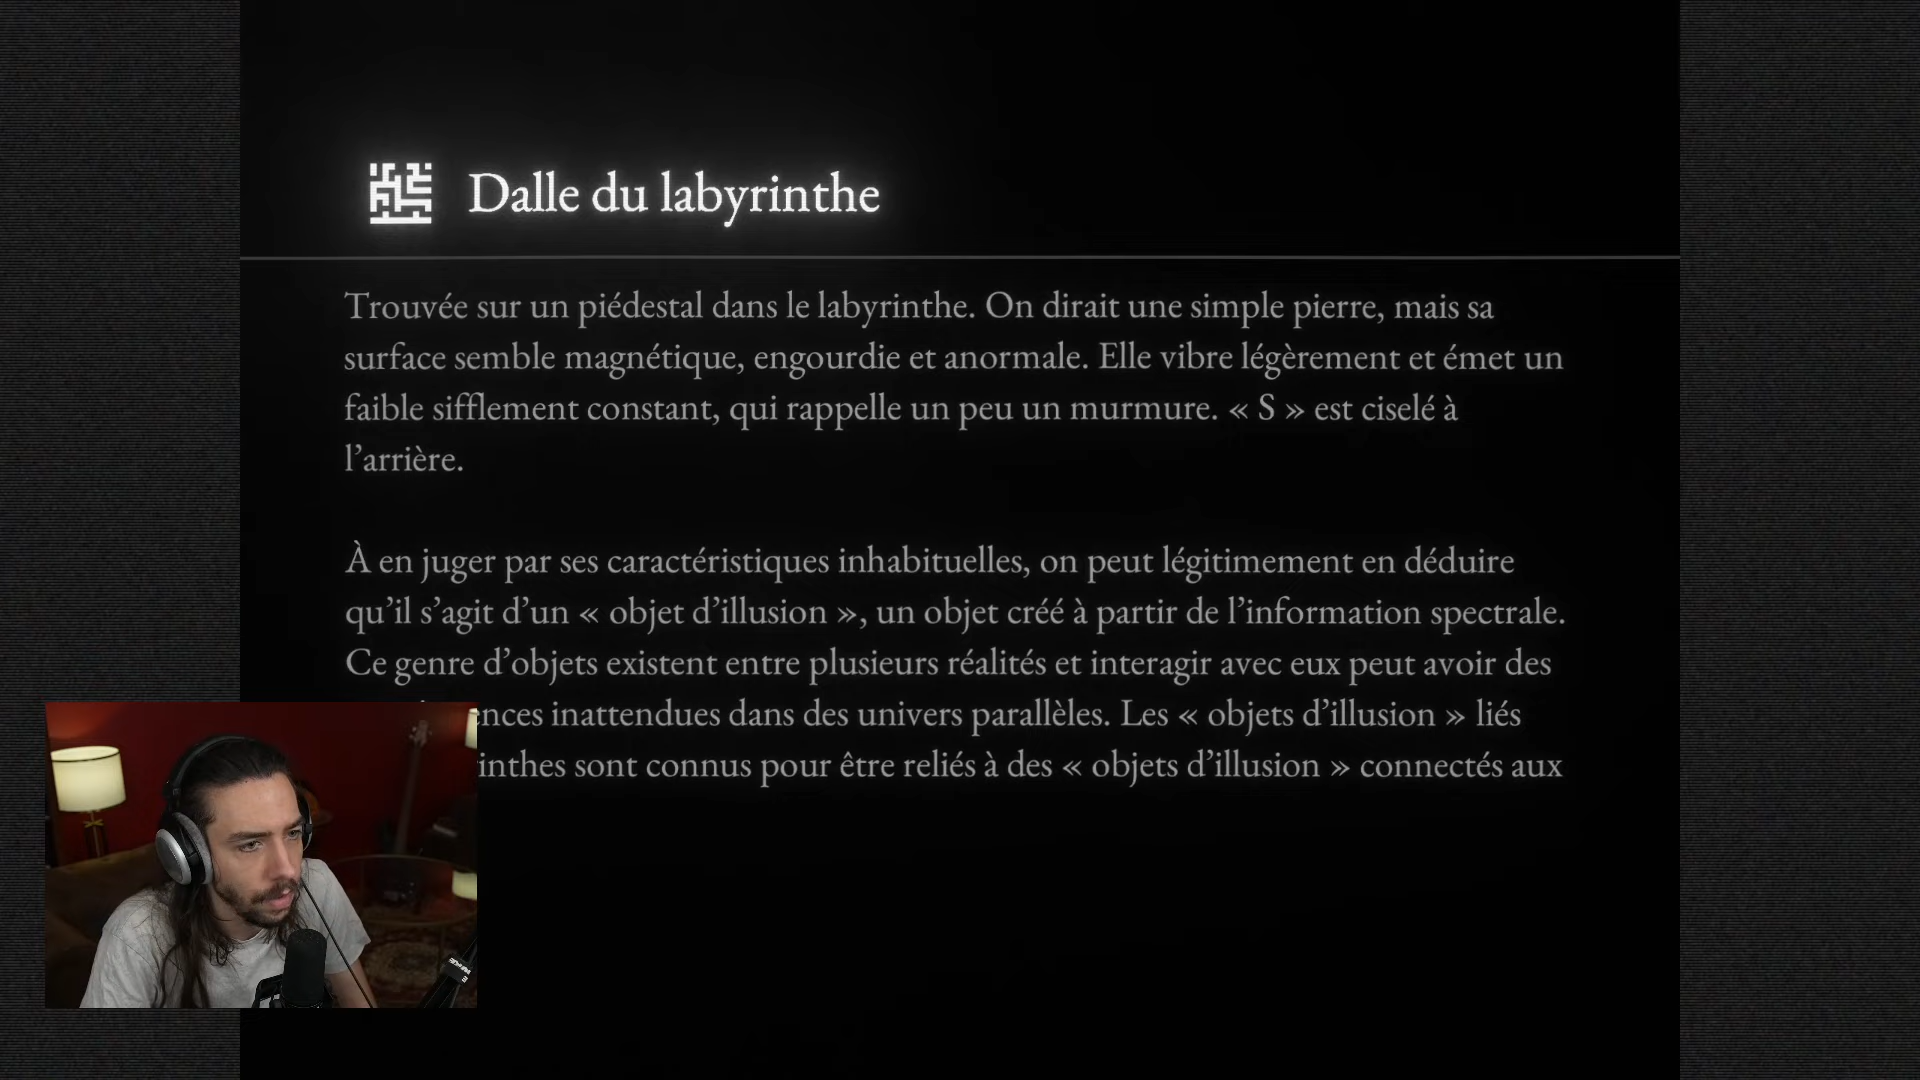 Dalle du labyrinthe
Trouvée sur un piédestal dans le labyrinthe. On dirait une simple pierre, mais sa
surface semble magnétique, engourdie et anormale. Elle vibre légèrement et émet un
faible sifflement constant, qui rappelle un peu un murmure. « S » est ciselé à
l’arrière.
À en juger par ses caractéristiques inhabituelles, on peut légitimement en déduire
qu’il s’agit d’un « objet d’illusion », un objet créé à partir de l’information spectrale.
Ce genre d’objets existent entre plusieurs réalités et interagir avec eux peut avoir des
inattendues dans des univers parallèles. Les « objets d’illusion » liés
sont connus pour être reliés à des « objets d’illusion » connectés aux